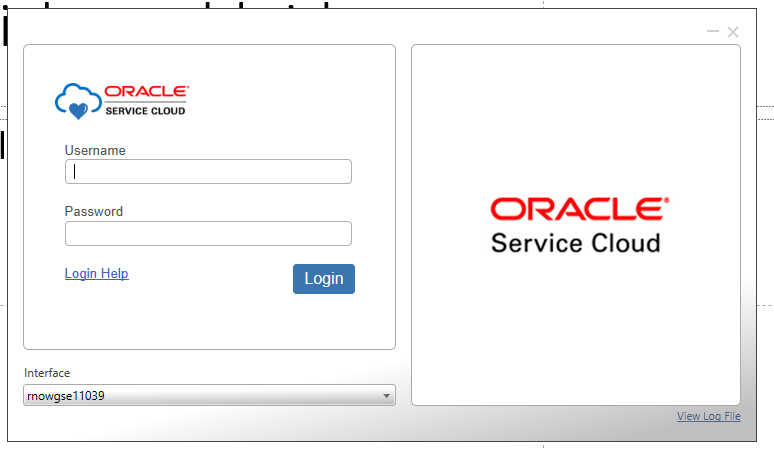 ORACLE
SERVICE CLOUD
Username
Password
Login Help
Login
Interface
rnowgse11039
ORACLE
Service Cloud
View Log File